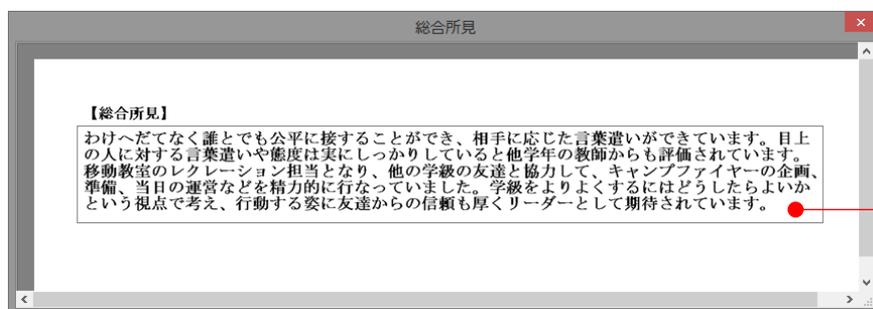 総合所見
【総合所見】
わけへだてなく誰とでも公平に接することができ、相手に応じた言葉遣いができています。目上
の人に対する言葉遣いや態度は実にしっかりしていると他学年の教師からも評価されています。
移動教室のレクレーション担当となり、他の学級の友達と協力して、キャンプファイヤーの企画、
準備、当日の運営などを精力的に行なっていました。学級をよりよくするにはどうしたらよいか
という視点で考え、行動する姿に友達からの信頼も厚くリーダーとして期待されています。